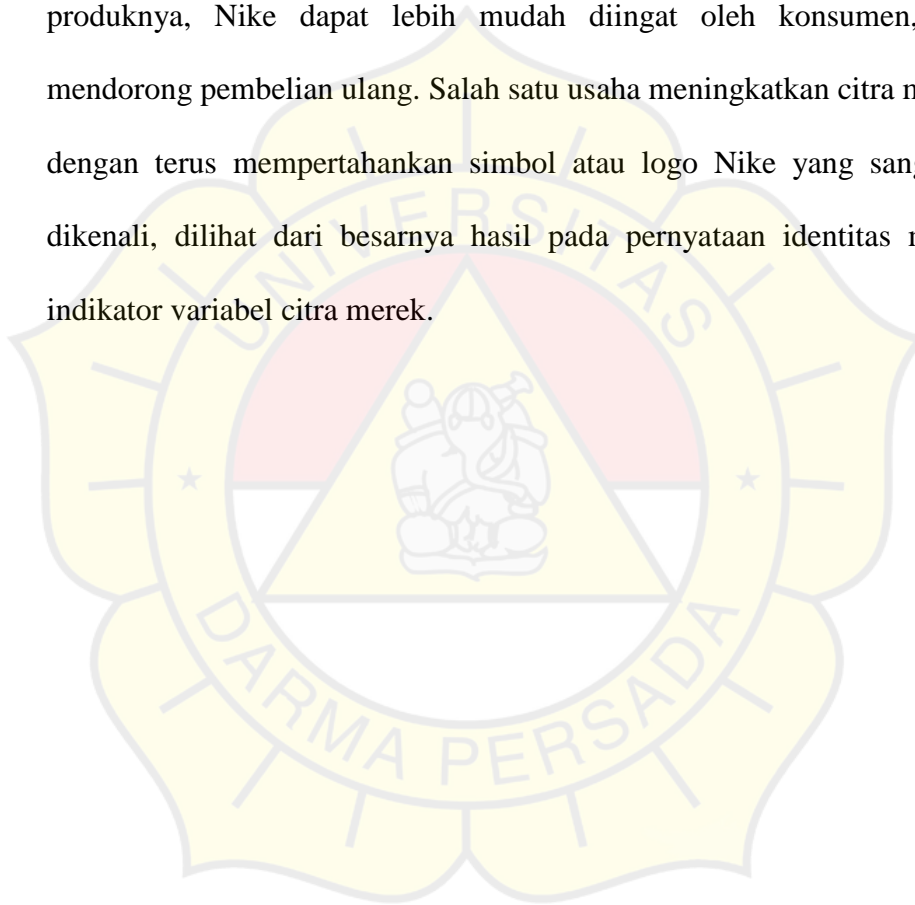 produknya, Nike dapat lebih mudah diingat oleh konsumen,
mendorong pembelian ulang. Salah satu usaha meningkatkan citra
dengan terus mempertahankan simbol atau logo Nike yang
dikenali, dilihat dari besarnya hasil pada pernyataan identitas
indikator variabel citra merek.
UNIVERSITAS
DARMA PERSADA